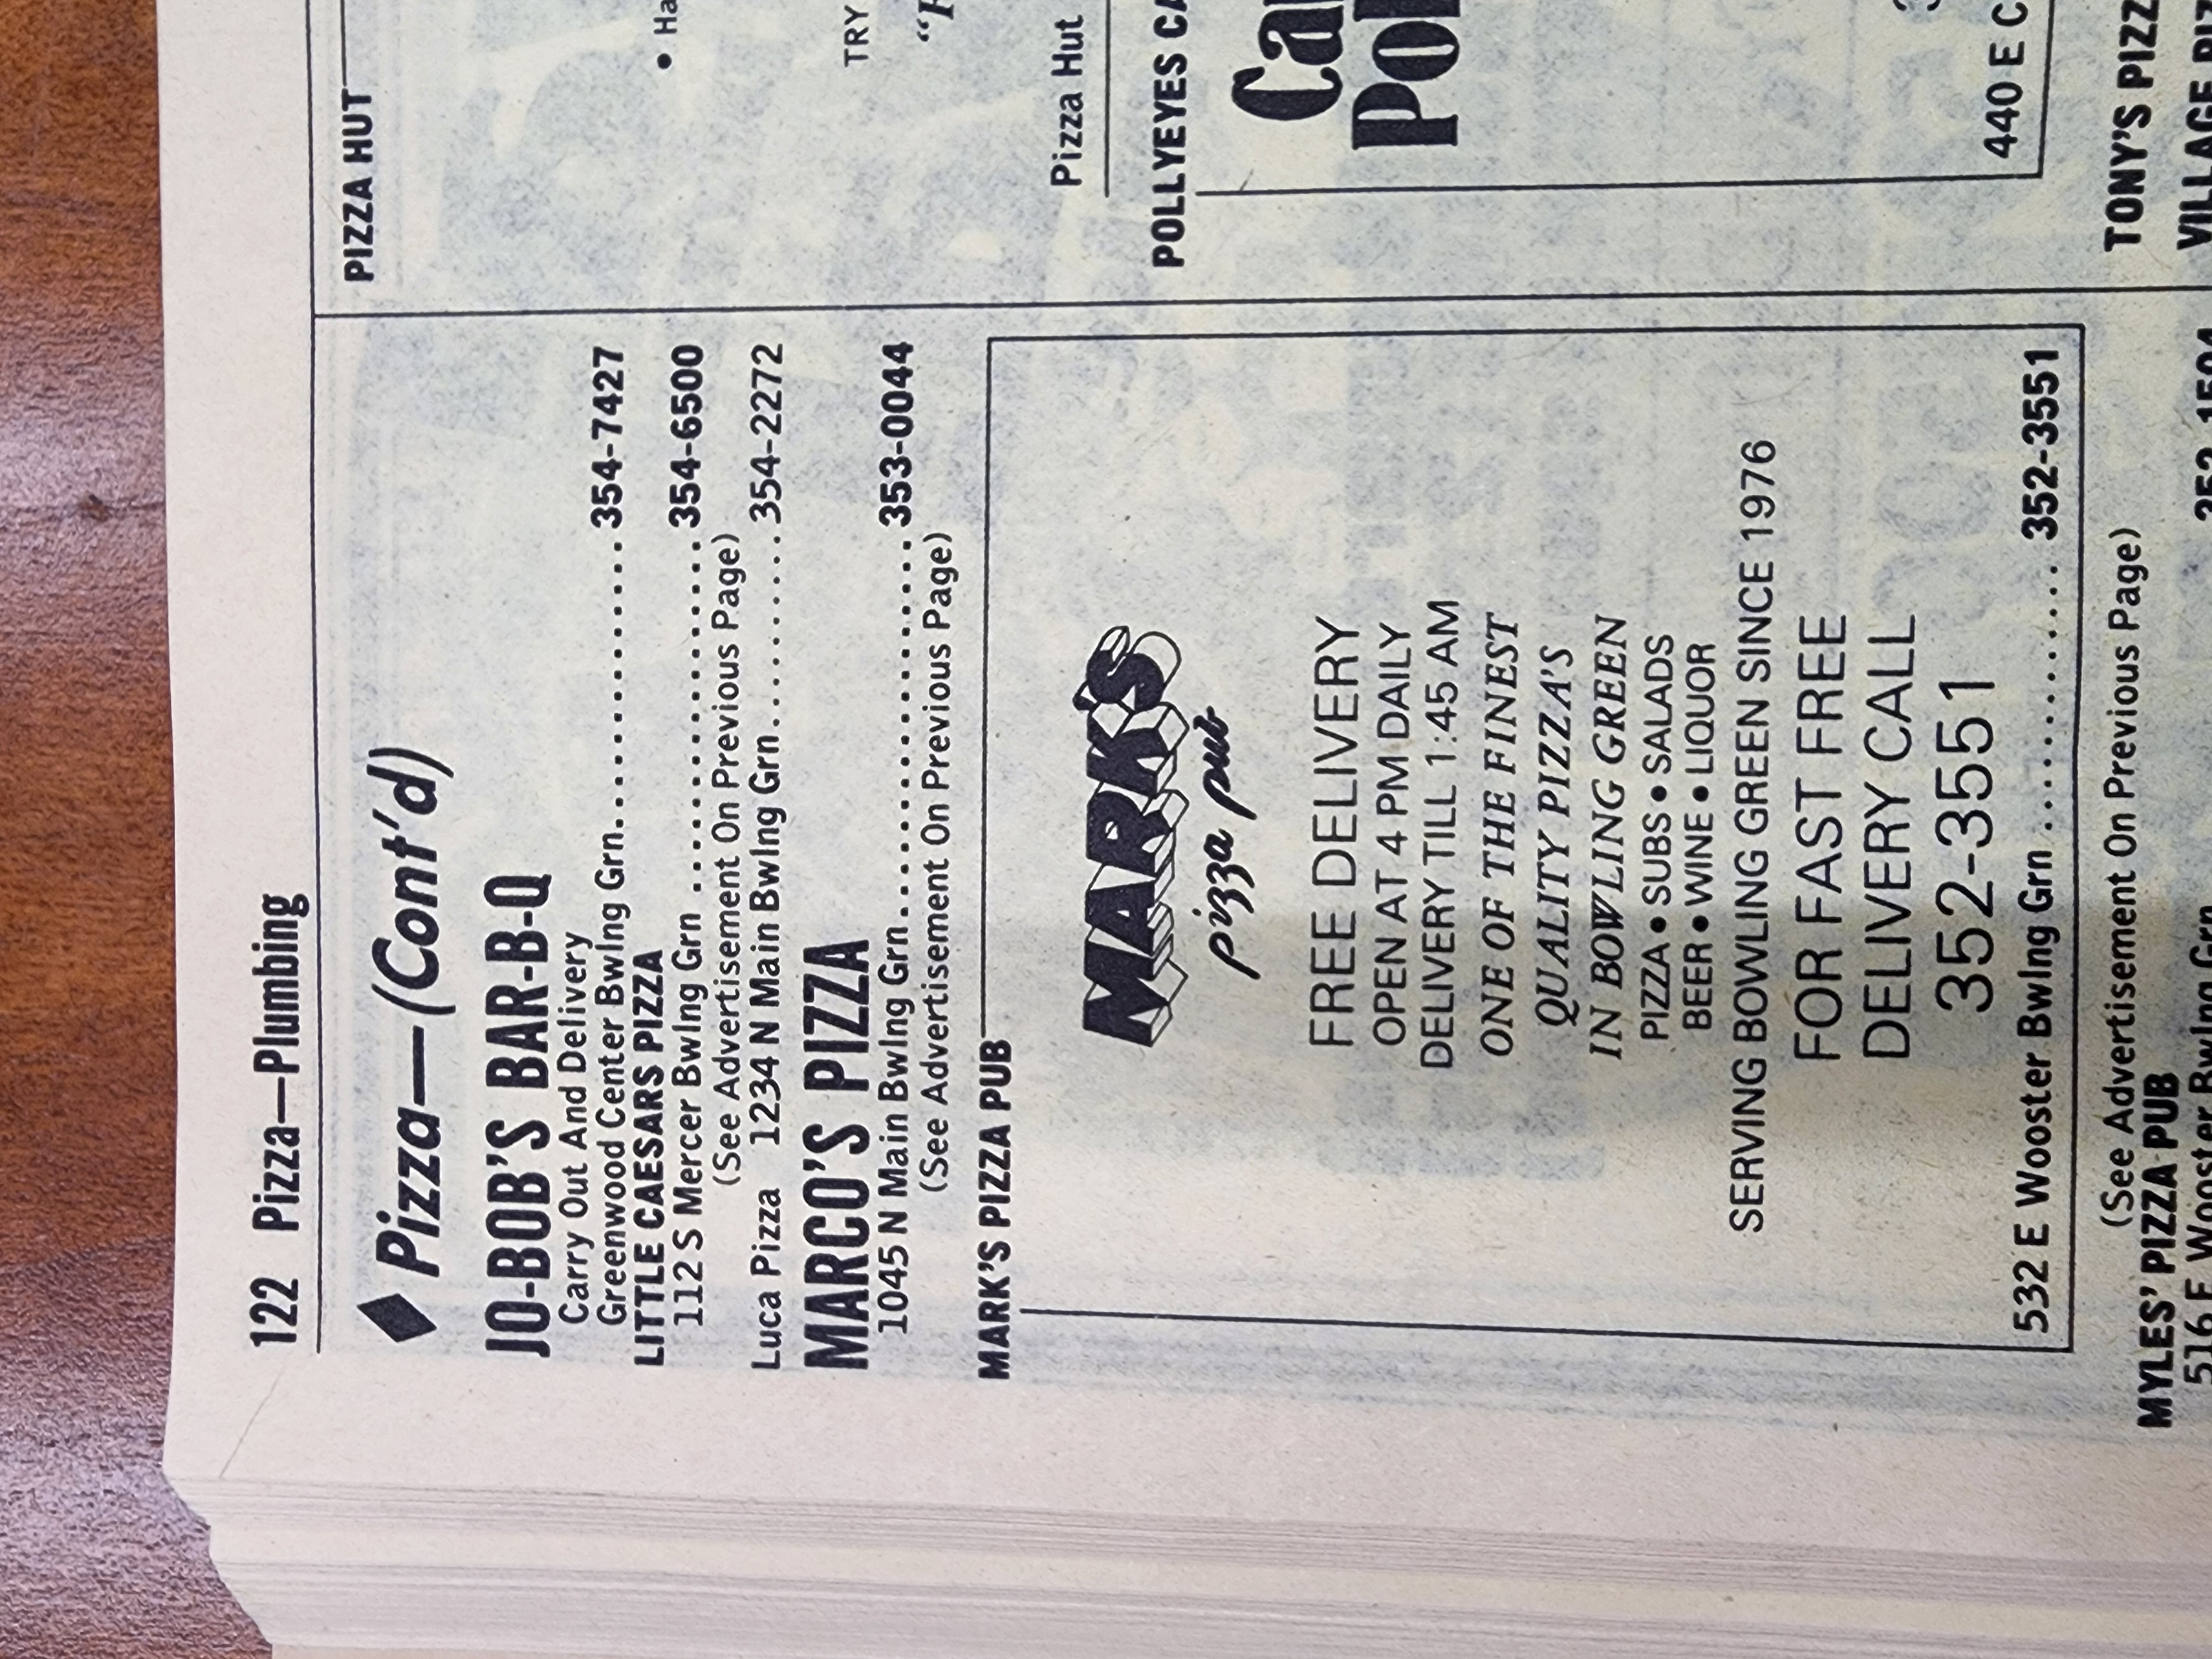 122 Pizza—Plumbing
◆ Pizza—(Cont'd)
JO-BOB'S BAR-B-Q
Carry Out And Delivery
Greenwood Center Bwlng Grn..................354-7427
LITTLE CAESARS PIZZA
112 S Mercer Bwlng Grn ......................354-6500
(See Advertisement On Previous Page)
Luca Pizza 1234 N Main Bwlng Grn.........354-2272
MARCO'S PIZZA
1045 N Main Bwlng Grn......................353-0044
(See Advertisement On Previous Page)
MARK'S PIZZA PUB
MARK'S
pizza pub
FREE DELIVERY
OPEN AT 4 PM DAILY
DELIVERY TILL 1:45 AM
ONE OF THE FINEST
QUALITY PIZZA'S
IN BOWLING GREEN
PIZZA • SUBS • SALADS
BEER • WINE • LIQUOR
SERVING BOWLING GREEN SINCE 1976
FOR FAST FREE
DELIVERY CALL
352-3551
532 E Wooster Bwlng Grn .................. 352-3551
(See Advertisement On Previous Page)
MYLES' PIZZA PUB
516 E Wooster Bwlng Grn
PIZZA HUT
TRY
Pizza Hut
POLLYEYES
440 E
TONY'S
VILLAGE